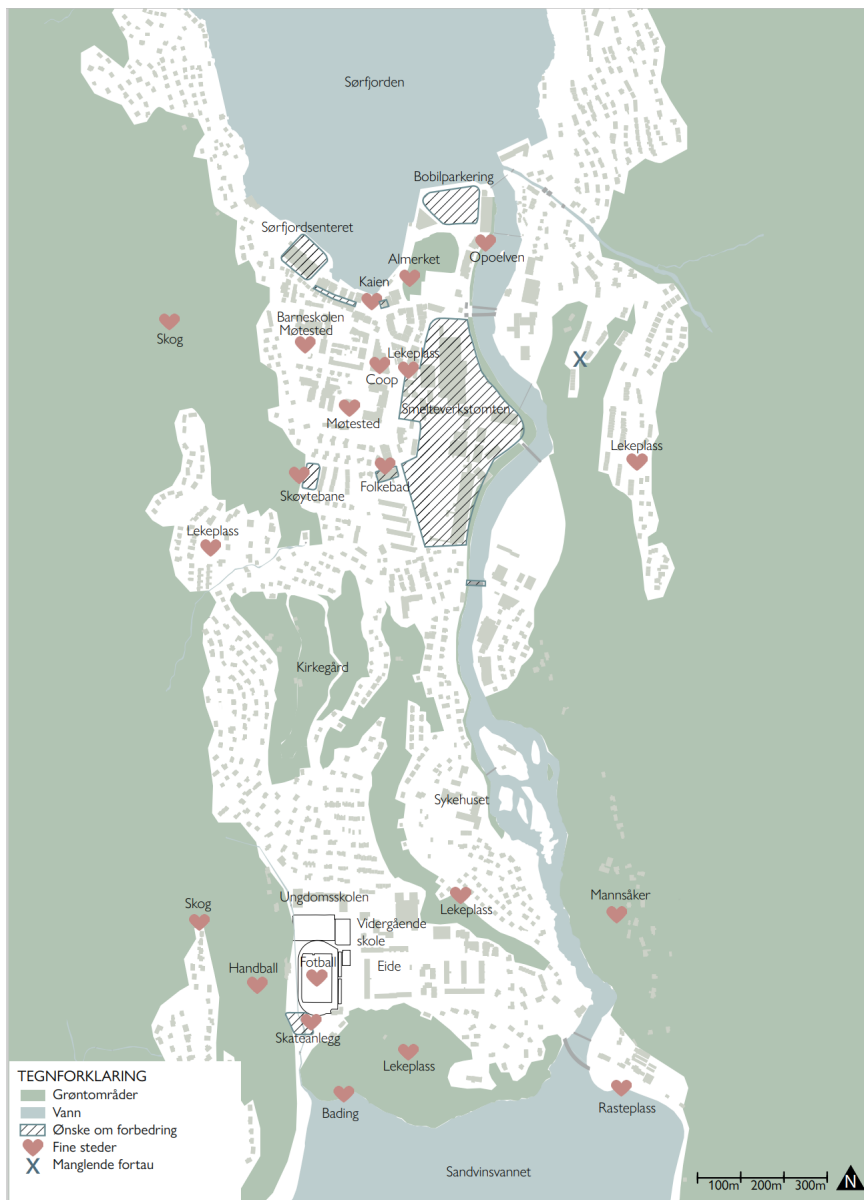 Sørfjorden
Bobilparkering
Sørfjordsenteret
Opoelven
Almerket
Kaien
Barneskolen
Møtested
Skog
Lekeplass
Coop
Smelteverkstomten
Møtested
Lekeplass
Folkebad
Skøytebane
Lekeplass
Kirkegård
Sykehuset
Ungdomsskolen
Skog
Lekeplass
Mannsåker
Vidergående
skole
Fotball
Eide
Handball
Skateanlegg
Lekeplass
Bading
Rasteplass
Sandvinsvannet
TEGNFORKLARING
Grøntområder
Vann
Ønske om forbedring
Fine steder
X Manglende fortau
X
100m 200m 300m
N